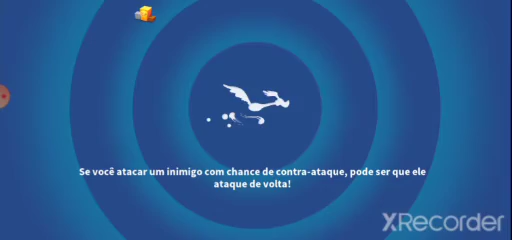 Se você atacar um inimigo com chance de contra-ataque, pode ser que ele
ataque de volta!
XRecorder